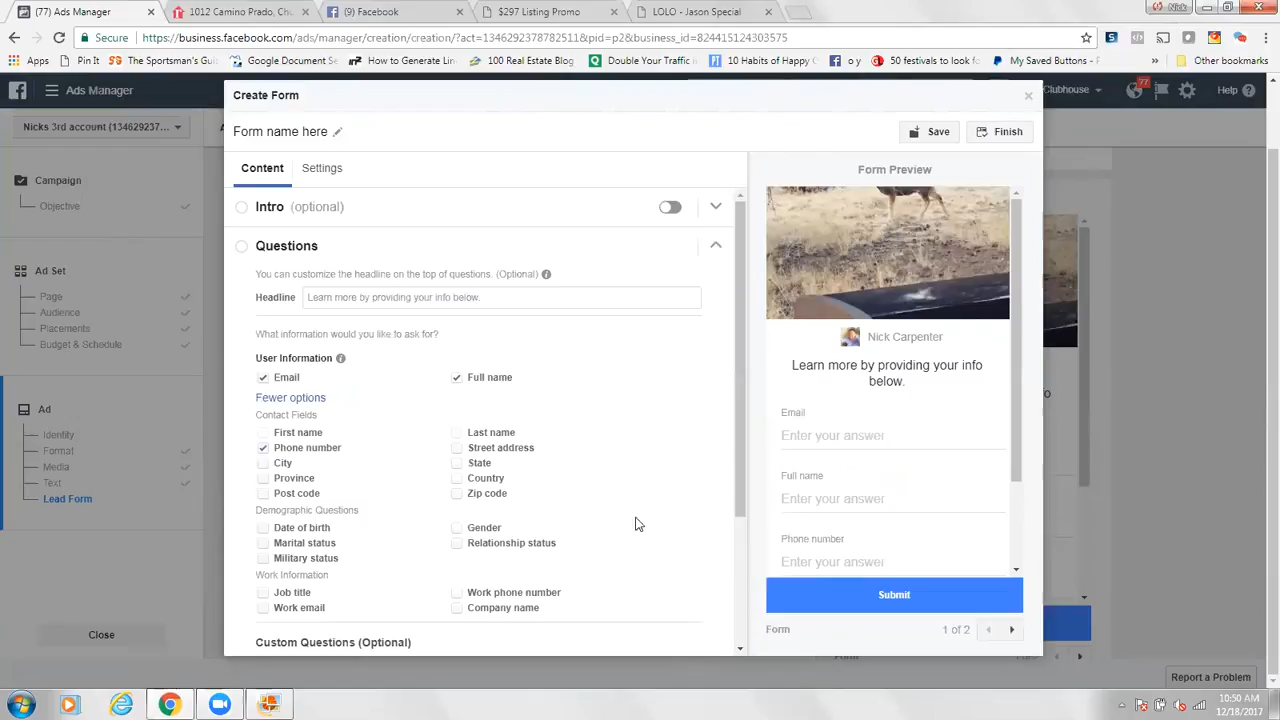 (77) Ads Manager
1012 Camino Prado, Ch
(9) Facebook
$297 Listing Promo
LOLO - Jason Special
Nick
Secure
https://business.facebook.com/ads/manager/creation/creation/?act=1346292378782511&pid=p2&business_id=824415124303575
Apps
Pin It
The Sportsman's Gu
Google Document
How to Generate Lir
100 Real Estate Blog
Double Your Traffic
10 Habits of Happy C
o y
50 festivals to look fo
My Saved Buttons - P
Other bookmarks
Ads Manager
77
Clubhouse
Help
Nicks 3rd account (134629237...
Campaign
Objective
Ad Set
Page
Audience
Placements
Budget & Schedule
Ad
Identity
Format
Media
Text
Lead Form
Close
Create Form
Form name here
Save
Finish
Content
Settings
Intro (optional)
Questions
You can customize the headline on the top of questions. (Optional)
Headline
Learn more by providing your info below.
What information would you like to ask for?
User Information
Email
Full name
Fewer options
Contact Fields
First name
Last name
Phone number
Street address
City
State
Province
Country
Post code
Zip code
Demographic Questions
Date of birth
Gender
Marital status
Relationship status
Military status
Work Information
Job title
Work phone number
Work email
Company name
Custom Questions (Optional)
Form Preview
Nick Carpenter
Learn more by providing your info
below.
Email
Enter your answer
Full name
Enter your answer
Phone number
Enter your answer
Submit
Form
1 of 2
Report a Problem
10:50 AM
12/18/2017